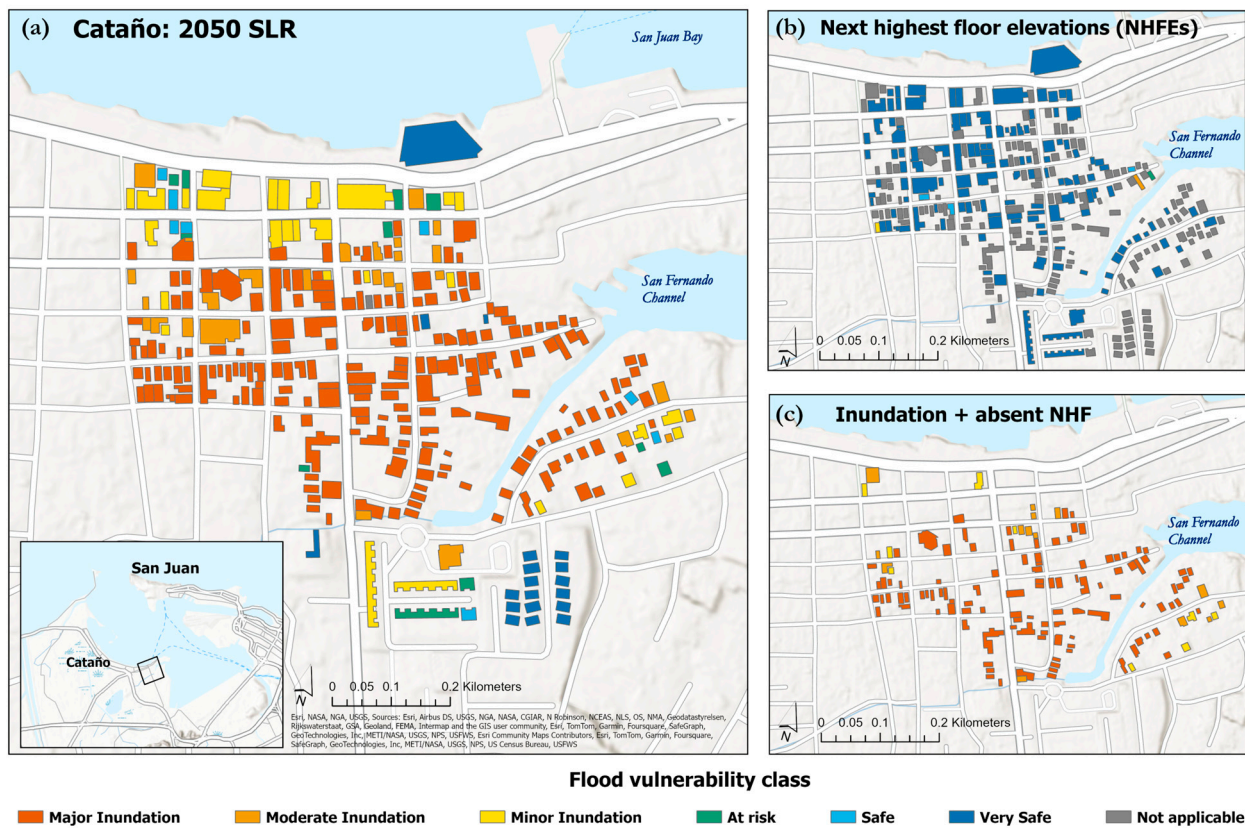 (a) Cataño: 2050 SLR
San Juan Bay
San Fernando
Channel
San Juan
Cataño
N
0 0.05 0.1 0.2 Kilometers
Esri, NASA, NGA, USGS, Sources: Esri, Airbus DS, USGS, NGA, NASA, CGIAR, N Robinson, NCEAS, NLS, OS, NMA, Geodatastyrelsen,
Rijkswaterstaat, GSA, Geoland, FEMA, Intermap and the GIS user community, Esri, TomTom, Garmin, Foursquare, SafeGraph,
GeoTechnologies, Inc, METI/NASA, USGS, NPS, USFWS, Esri Community Maps Contributors, Esri, TomTom, Garmin, Foursquare,
SafeGraph, GeoTechnologies, Inc, METI/NASA, USGS, NPS, US Census Bureau, USFWS
(b) Next highest floor elevations (NHFEs)
San Fernando
Channel
N
0 0.05 0.1 0.2 Kilometers
(c) Inundation + absent NHF
San Fernando
Channel
N
0 0.05 0.1 0.2 Kilometers
Flood vulnerability class
Major Inundation Moderate Inundation Minor Inundation At risk Safe Very Safe Not applicable